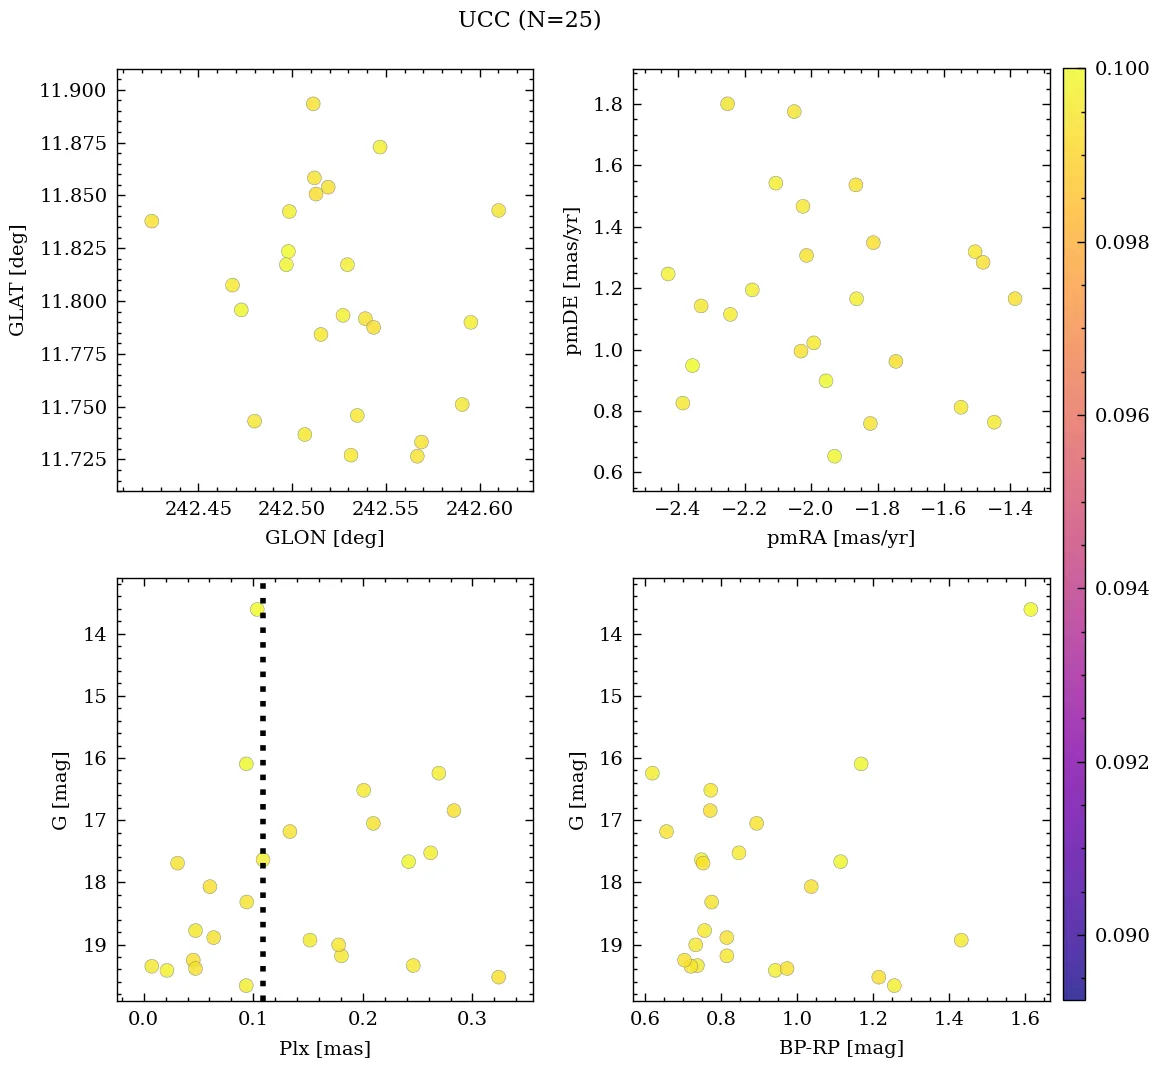 UCC (N=25)
11.900
11.875
11.850
11.825
11.800
11.775
11.750
11.725
GLAT [deg]
242.45 242.50 242.55 242.60
GLON [deg]
1.8
1.6
1.4
1.2
1.0
0.8
0.6
pmDE [mas/yr]
−2.4 −2.2 −2.0 −1.8 −1.6 −1.4
pmRA [mas/yr]
14
15
16
17
18
19
G [mag]
0.0 0.1 0.2 0.3
Plx [mas]
14
15
16
17
18
19
G [mag]
0.6 0.8 1.0 1.2 1.4 1.6
BP-RP [mag]
0.100
0.098
0.096
0.094
0.092
0.090